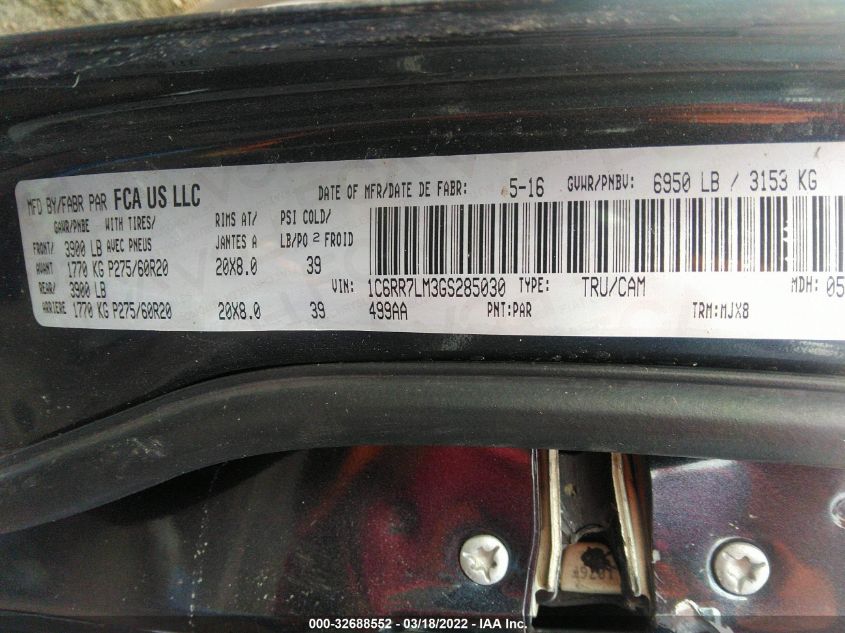 MFD BY/FABR PAR FCA US LLC DATE OF MFR/DATE DE FABR: 5-16 GVWR/PNBV: 6950 LB / 3153 KG
GAWR/PNBE WITH TIRES/ RIMS AT/ PSI COLD/
FRONT/ 3900 LB AVEC PNEUS JANTES A LB/PO 2 FROID
AVANT 1770 KG P275/60R20 20X8.0 39
REAR/ 3900 LB VIN: 1C6RR7LM3GS285030 TYPE: TRU/CAM MDH: 05
ARRIERE 1770 KG P275/60R20 20X8.0 39 499AA PNT:PAR TRM:MJX8
000-32688552 — 03/18/2022 — IAA Inc.